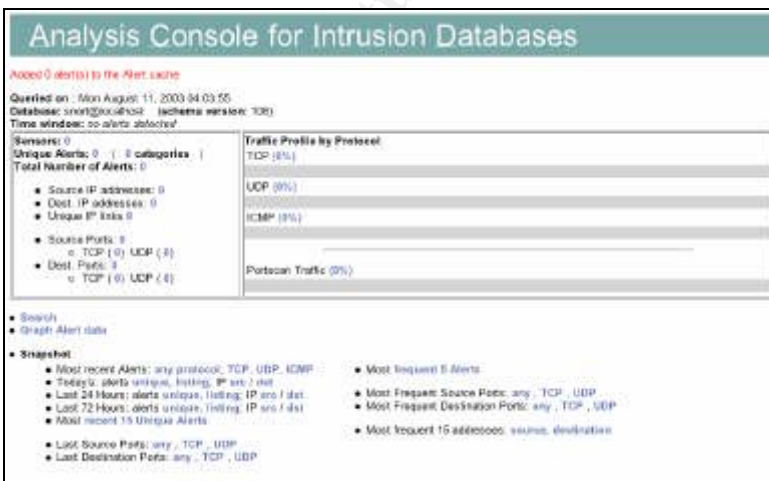 Analysis Console for Intrusion Databases
Added 0 alert(s) to the Alert cache
Queried on : Mon August 11, 2003 04:03:55
Database: snort@localhost (schema version: 106)
Time window: no alerts detected
Sensors: 0
Unique Alerts: 0 ( 0 categories )
Total Number of Alerts: 0
Source IP addresses: 0
Dest. IP addresses: 0
Unique IP links 0
Source Ports: 0
TCP ( 0) UDP ( 0)
Dest. Ports: 0
TCP ( 0) UDP ( 0)
Traffic Profile by Protocol
TCP (0%)
UDP (0%)
ICMP (0%)
Portscan Traffic (0%)
Search
Graph Alert data
Snapshot
Most recent Alerts: any protocol, TCP, UDP, ICMP
Today's: alerts unique, listing; IP src / dst
Last 24 Hours: alerts unique, listing; IP src / dst
Last 72 Hours: alerts unique, listing; IP src / dst
Most recent 15 Unique Alerts
Last Source Ports: any , TCP , UDP
Last Destination Ports: any , TCP , UDP
Most frequent 5 Alerts
Most Frequent Source Ports: any , TCP , UDP
Most Frequent Destination Ports: any , TCP , UDP
Most frequent 15 addresses: source, destination